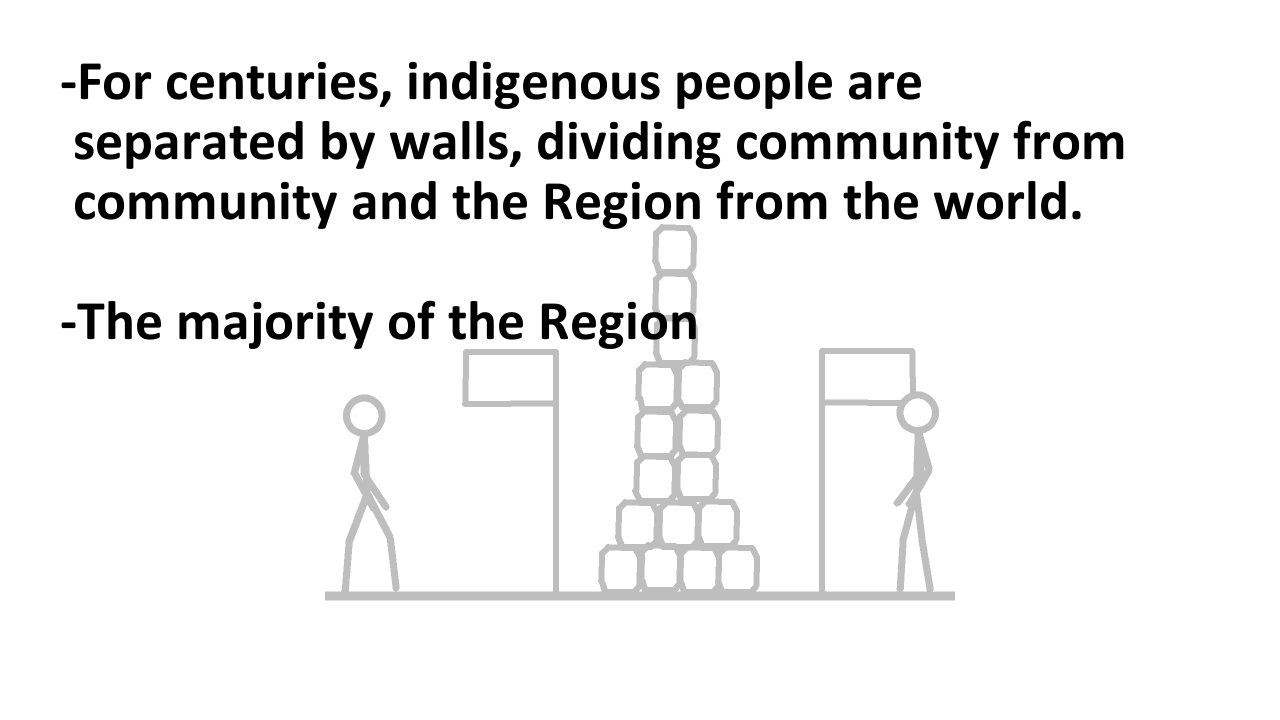 -For centuries, indigenous people are
separated by walls, dividing community from
community and the Region from the world.
-The majority of the Region